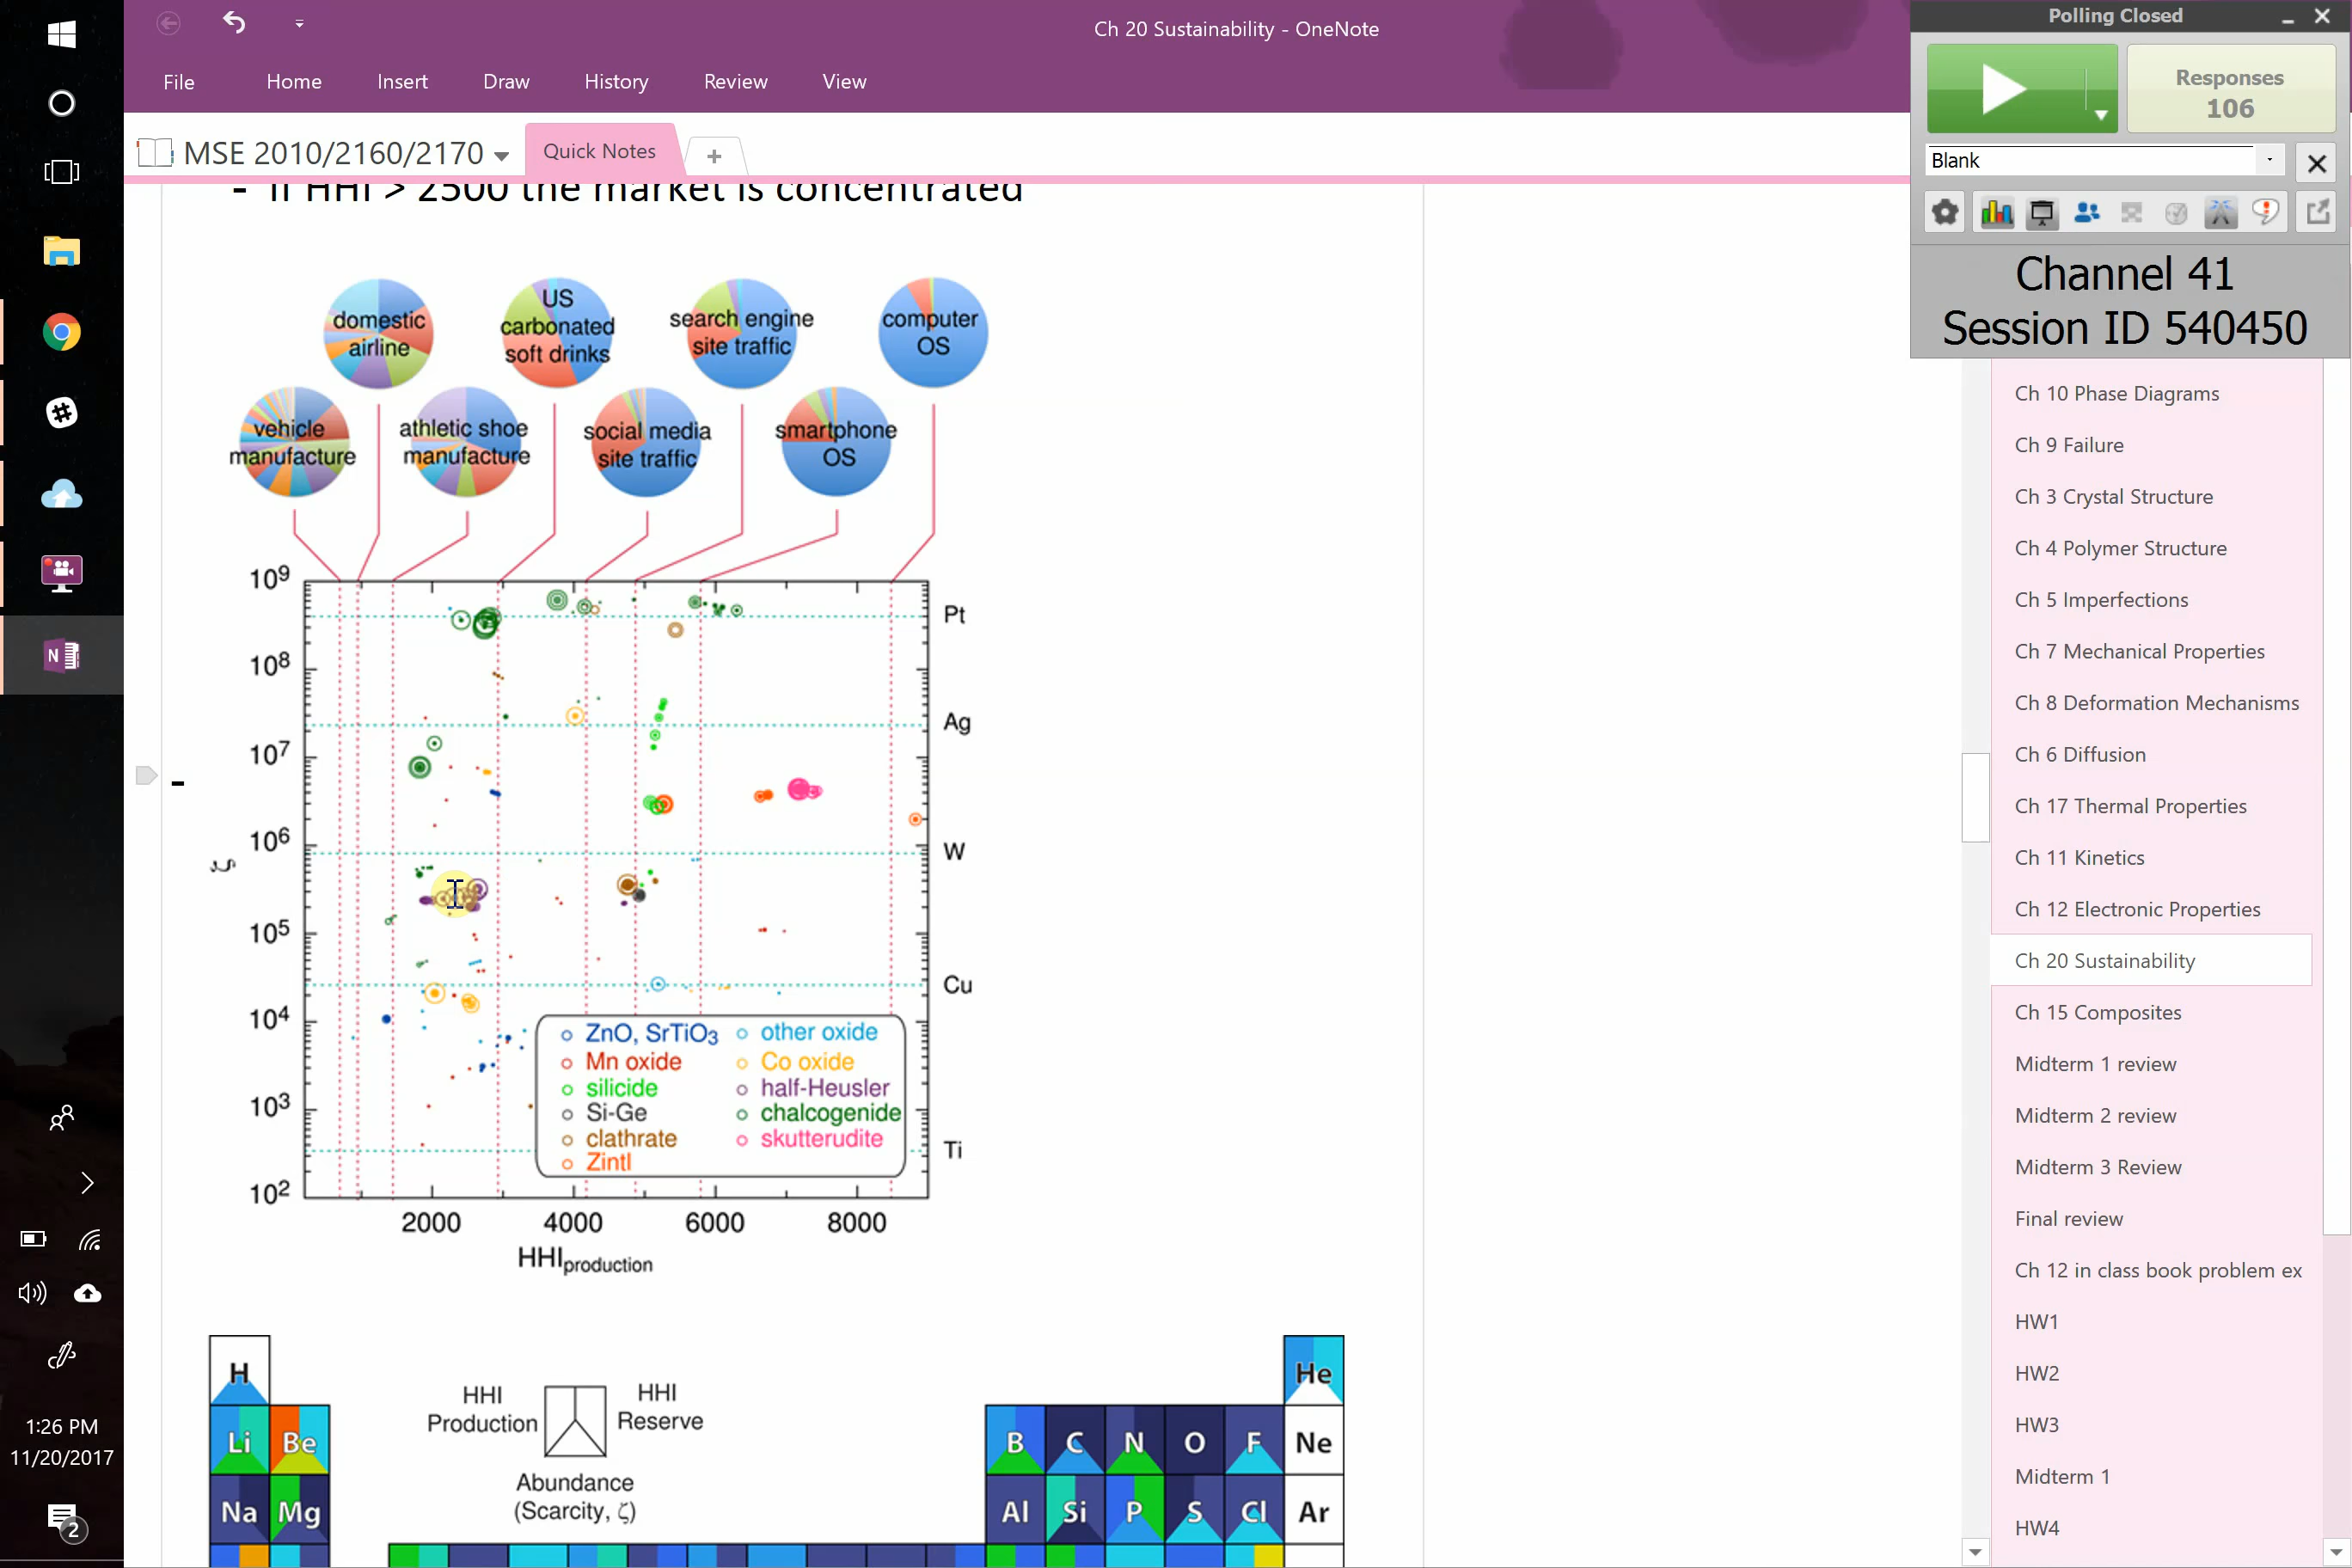 Ch 20 Sustainability - OneNote
File Home Insert Draw History Review View
MSE 2010/2160/2170
Quick Notes
+
Polling Closed
Responses
106
Blank
Channel 41
Session ID 540450
- If HHI > 2500 the market is concentrated
domestic
airline
US
carbonated
soft drinks
search engine
site traffic
computer
OS
vehicle
manufacture
athletic shoe
manufacture
social media
site traffic
smartphone
OS
10⁹
10⁸
10⁷
10⁶
10⁵
10⁴
10³
10²
ζ
Pt
Ag
W
Cu
Ti
-
ZnO, SrTiO₃
other oxide
Mn oxide
Co oxide
silicide
half-Heusler
Si-Ge
chalcogenide
clathrate
skutterudite
Zintl
2000 4000 6000 8000
HHIproduction
H
He
HHI
Production
HHI
Reserve
Abundance
(Scarcity, ζ)
Li Be B C N O F Ne
Na Mg Al Si P S Cl Ar
Ch 10 Phase Diagrams
Ch 9 Failure
Ch 3 Crystal Structure
Ch 4 Polymer Structure
Ch 5 Imperfections
Ch 7 Mechanical Properties
Ch 8 Deformation Mechanisms
Ch 6 Diffusion
Ch 17 Thermal Properties
Ch 11 Kinetics
Ch 12 Electronic Properties
Ch 20 Sustainability
Ch 15 Composites
Midterm 1 review
Midterm 2 review
Midterm 3 Review
Final review
Ch 12 in class book problem ex
HW1
HW2
HW3
Midterm 1
HW4
N
1:26 PM
11/20/2017
2